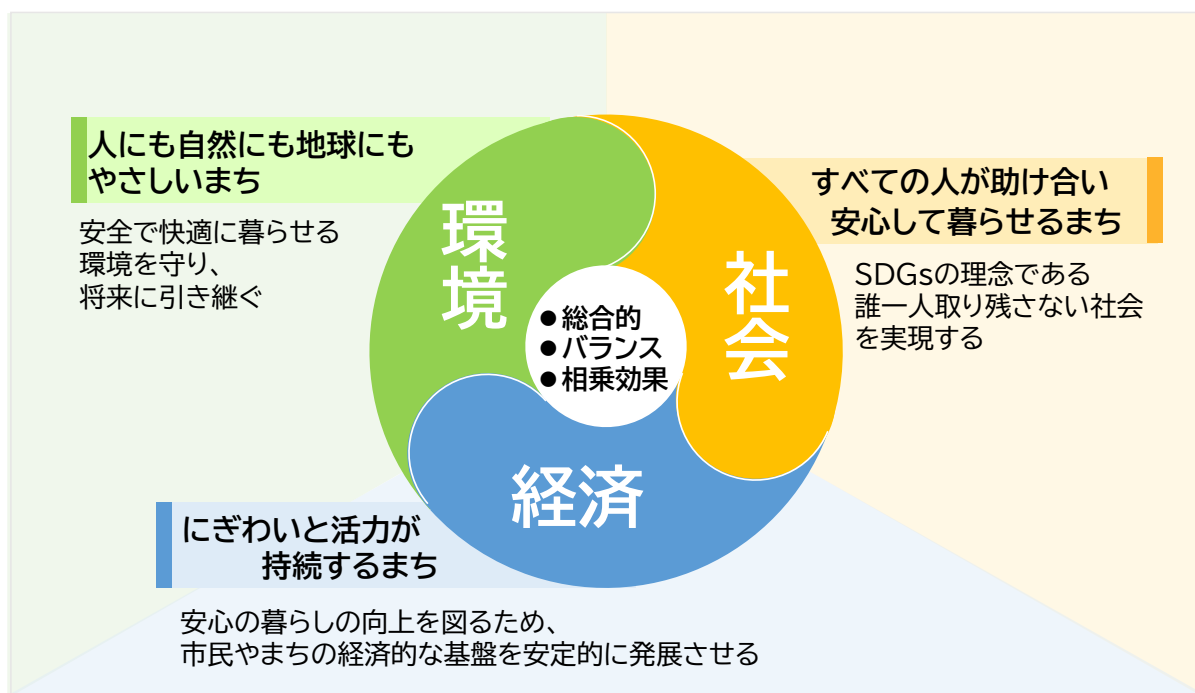 人にも自然にも地球にも
やさしいまち
安全で快適に暮らせる
環境を守り、
将来に引き継ぐ
環境
社会
すべての人が助け合い
安心して暮らせるまち
SDGsの理念である
誰一人取り残さない社会
を実現する
●総合的
●バランス
●相乗効果
経済
にぎわいと活力が
持続するまち
安心の暮らしの向上を図るため、
市民やまちの経済的な基盤を安定的に発展させる